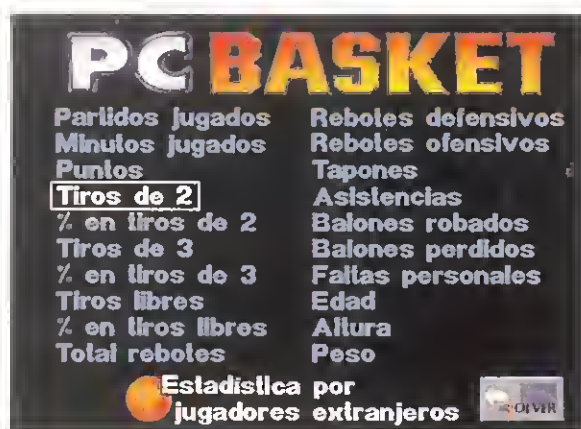 PC BASKET
Partidos jugados
Minutos jugados
Puntos
Tiros de 2
% en tiros de 2
Tiros de 3
% en tiros de 3
Tiros libres
% en tiros libres
Total rebotes
Rebotes defensivos
Rebotes ofensivos
Tapones
Asistencias
Balones robados
Balones perdidos
Faltas personales
Edad
Altura
Peso
Estadística por
jugadores extranjeros
VOLVER